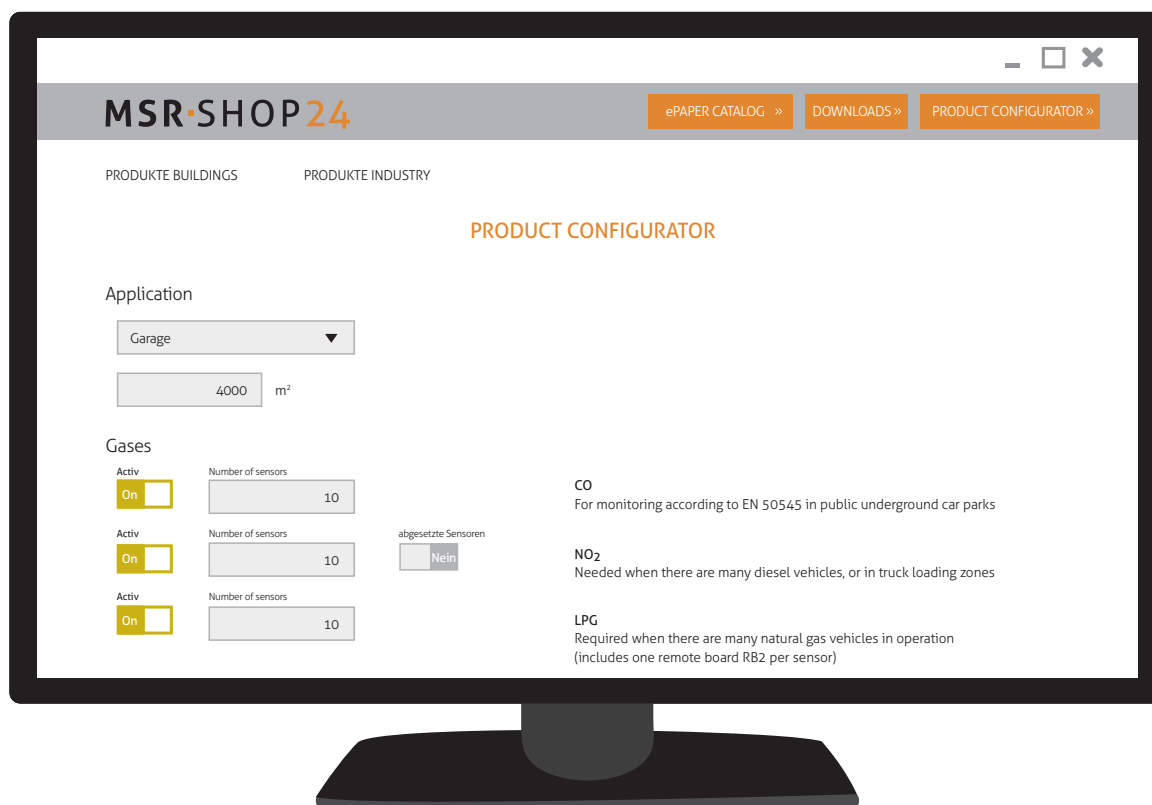 MSR·SHOP24
ePAPER CATALOG »
DOWNLOADS »
PRODUCT CONFIGURATOR »
PRODUKTE BUILDINGS
PRODUKTE INDUSTRY
PRODUCT CONFIGURATOR
Application
Garage
4000 m²
Gases
Activ
Number of sensors
On
10
CO
For monitoring according to EN 50545 in public underground car parks
Activ
Number of sensors
abgesetzte Sensoren
On
10
Nein
NO₂
Needed when there are many diesel vehicles, or in truck loading zones
Activ
Number of sensors
On
10
LPG
Required when there are many natural gas vehicles in operation
(includes one remote board RB2 per sensor)